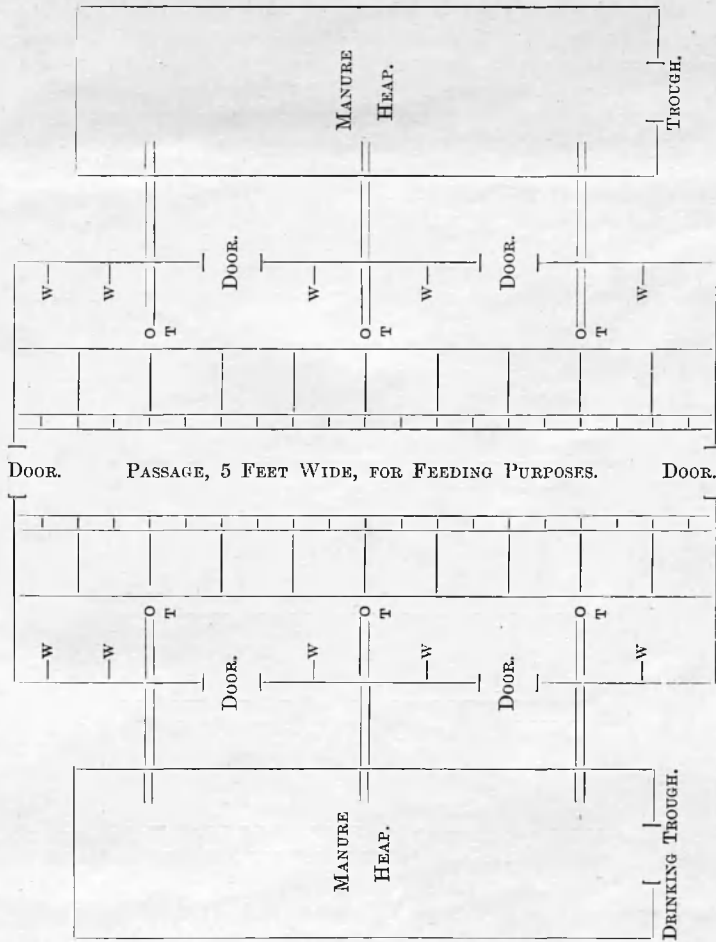 MANURE
HEAP.
TROUGH.
DOOR.
DOOR.
W
W
W
W
W
O T
O T
O T
DOOR.
PASSAGE, 5 FEET WIDE, FOR FEEDING PURPOSES.
DOOR.
O T
O T
O T
W
W
W
W
W
DOOR.
DOOR.
MANURE
HEAP.
DRINKING TROUGH.